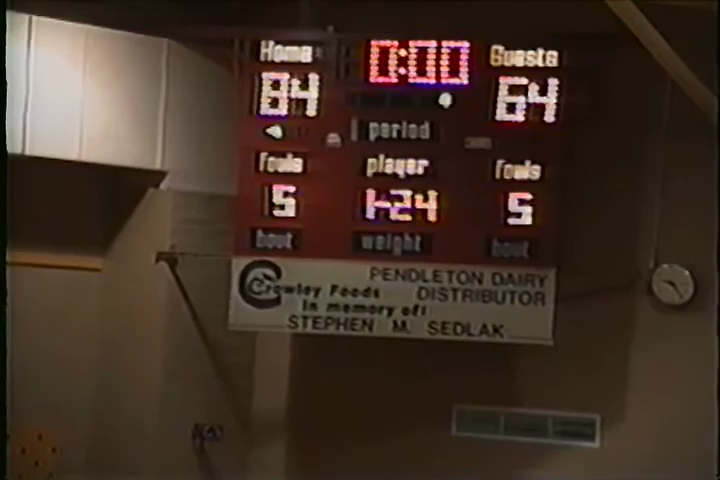 Home 0:00 Guests
84 64
period
fouls player fouls
5 1-24 5
bout weight bout
Crowley Foods
PENDLETON DAIRY
DISTRIBUTOR
In memory of:
STEPHEN M. SEDLAK